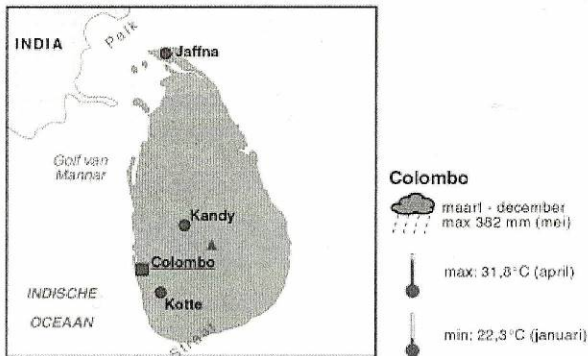 INDIA
Palk
Jaffna
Golf van
Mannar
Kandy
Colombo
Kotte
INDISCHE
OCEAAN
Straat
Colombo
maart - december
max 382 mm (mei)
max: 31,8°C (april)
min: 22,3°C (januari)